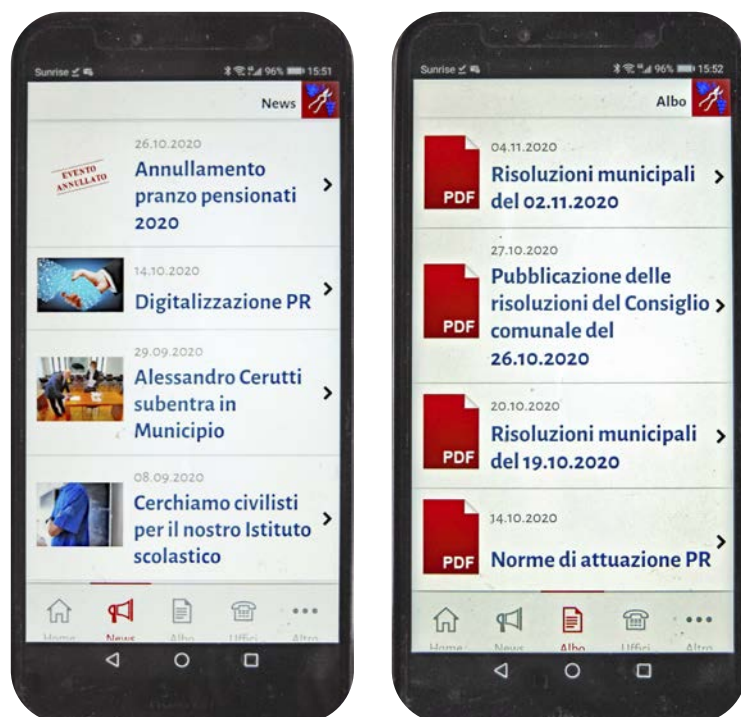 Sunrise
96% 15:51
News
26.10.2020
EVENTO
ANNULLATO
Annullamento
pranzo pensionati
2020
14.10.2020
Digitalizzazione PR
29.09.2020
Alessandro Cerutti
subentra in
Municipio
08.09.2020
Cerchiamo civilisti
per il nostro Istituto
scolastico
Home News Albo Uffici Altro
Sunrise
96% 15:52
Albo
04.11.2020
PDF
Risoluzioni municipali
del 02.11.2020
27.10.2020
PDF
Pubblicazione delle
risoluzioni del Consiglio
comunale del
26.10.2020
20.10.2020
PDF
Risoluzioni municipali
del 19.10.2020
14.10.2020
PDF
Norme di attuazione PR
Home News Albo Uffici Altro